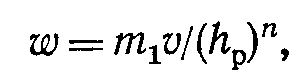 w = m₁v/(hₚ)ⁿ,